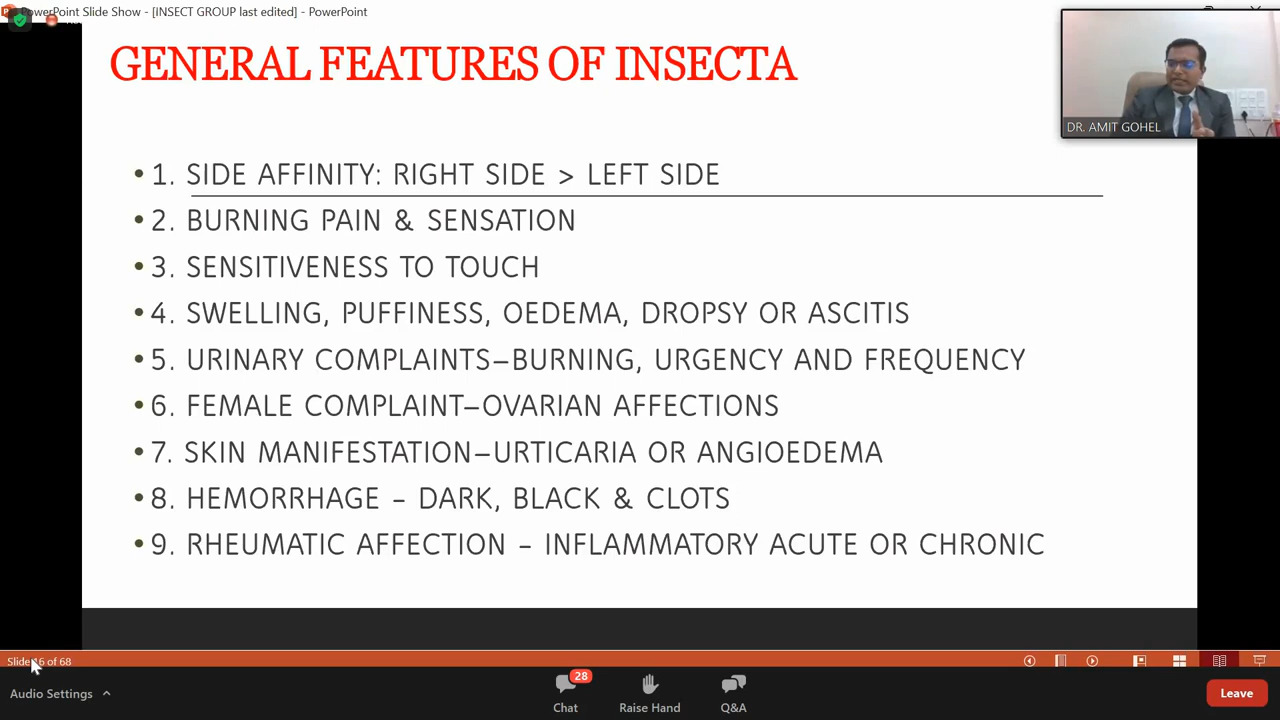 PowerPoint Slide Show - [INSECT GROUP last edited] - PowerPoint
GENERAL FEATURES OF INSECTA
DR. AMIT GOHEL
• 1. SIDE AFFINITY: RIGHT SIDE > LEFT SIDE
• 2. BURNING PAIN & SENSATION
• 3. SENSITIVENESS TO TOUCH
• 4. SWELLING, PUFFINESS, OEDEMA, DROPSY OR ASCITIS
• 5. URINARY COMPLAINTS–BURNING, URGENCY AND FREQUENCY
• 6. FEMALE COMPLAINT–OVARIAN AFFECTIONS
• 7. SKIN MANIFESTATION–URTICARIA OR ANGIOEDEMA
• 8. HEMORRHAGE – DARK, BLACK & CLOTS
• 9. RHEUMATIC AFFECTION – INFLAMMATORY ACUTE OR CHRONIC
Slide 16 of 68
Audio Settings
28
Chat
Raise Hand
Q&A
Leave